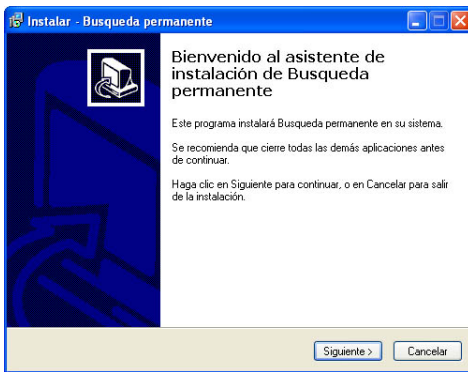 Instalar - Busqueda permanente
Bienvenido al asistente de
instalación de Busqueda
permanente
Este programa instalará Busqueda permanente en su sistema.
Se recomienda que cierre todas las demás aplicaciones antes
de continuar.
Haga clic en Siguiente para continuar, o en Cancelar para salir
de la instalación.
Siguiente >
Cancelar